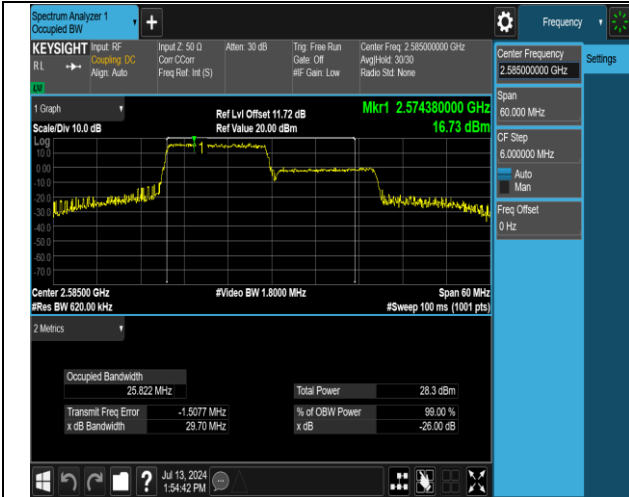 Spectrum Analyzer 1
Occupied BW
Frequency
KEYSIGHT
R L
LW
Input: RF
Coupling: DC
Align: Auto
Input Z: 50 Ω
Corr CCorr
Freq Ref: Int (S)
Atten: 30 dB
Trig: Free Run
Gate: Off
#IF Gain: Low
Center Freq: 2.585000000 GHz
Avg|Hold: 30/30
Radio Std: None
Center Frequency
2.585000000 GHz
Settings
Span
60.000 MHz
CF Step
6.000000 MHz
Auto
Man
Freq Offset
0 Hz
1 Graph
Scale/Div 10.0 dB
Ref Lvl Offset 11.72 dB
Ref Value 20.00 dBm
Mkr1 2.574380000 GHz
16.73 dBm
Log
10.0
0.00
-10.0
-20.0
-30.0
-40.0
-50.0
-60.0
-70.0
1
Center 2.58500 GHz
#Res BW 620.00 kHz
#Video BW 1.8000 MHz
Span 60 MHz
#Sweep 100 ms (1001 pts)
2 Metrics
Occupied Bandwidth
25.822 MHz
Total Power 28.3 dBm
Transmit Freq Error -1.5077 MHz
% of OBW Power 99.00 %
x dB Bandwidth 29.70 MHz
x dB -26.00 dB
Jul 13, 2024
1:54:42 PM